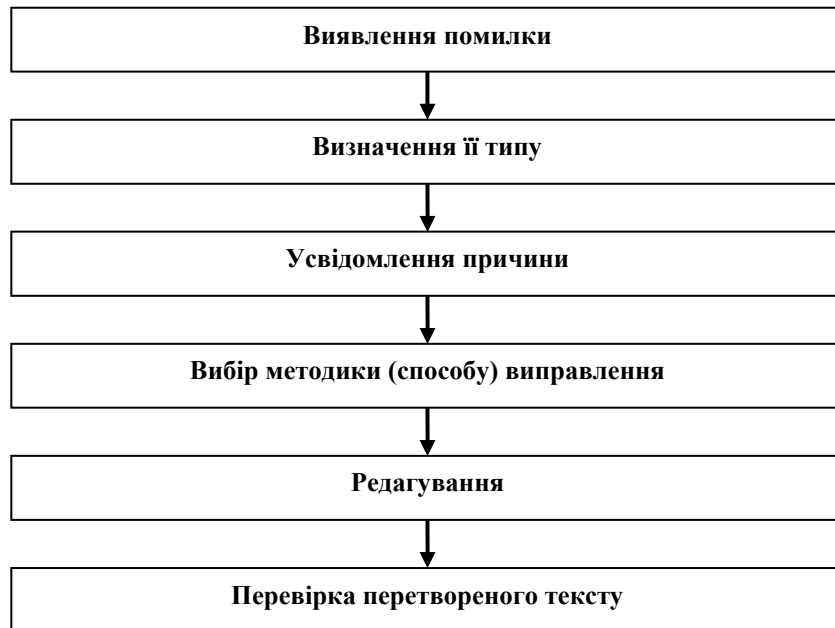 Виявлення помилки
Визначення її типу
Усвідомлення причини
Вибір методики (способу) виправлення
Редагування
Перевірка перетвореного тексту